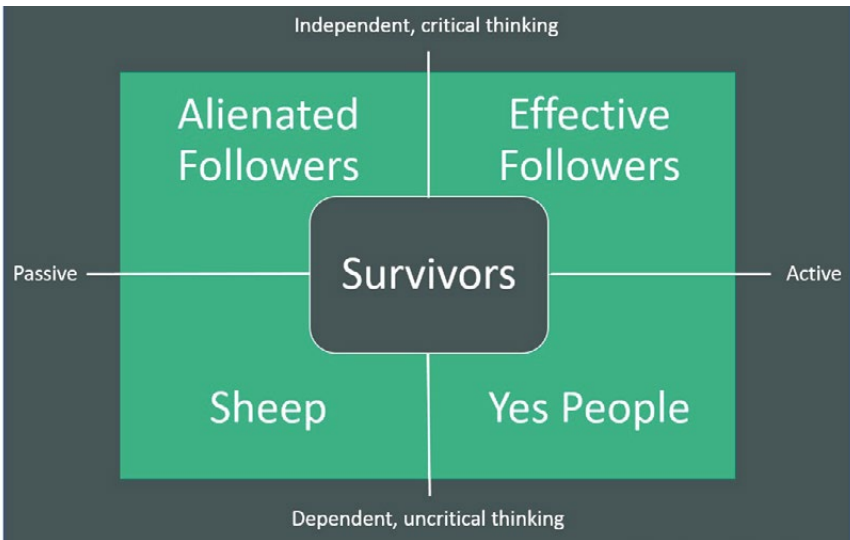 Independent, critical thinking
Alienated
Followers
Effective
Followers
Passive
Survivors
Active
Sheep
Yes People
Dependent, uncritical thinking